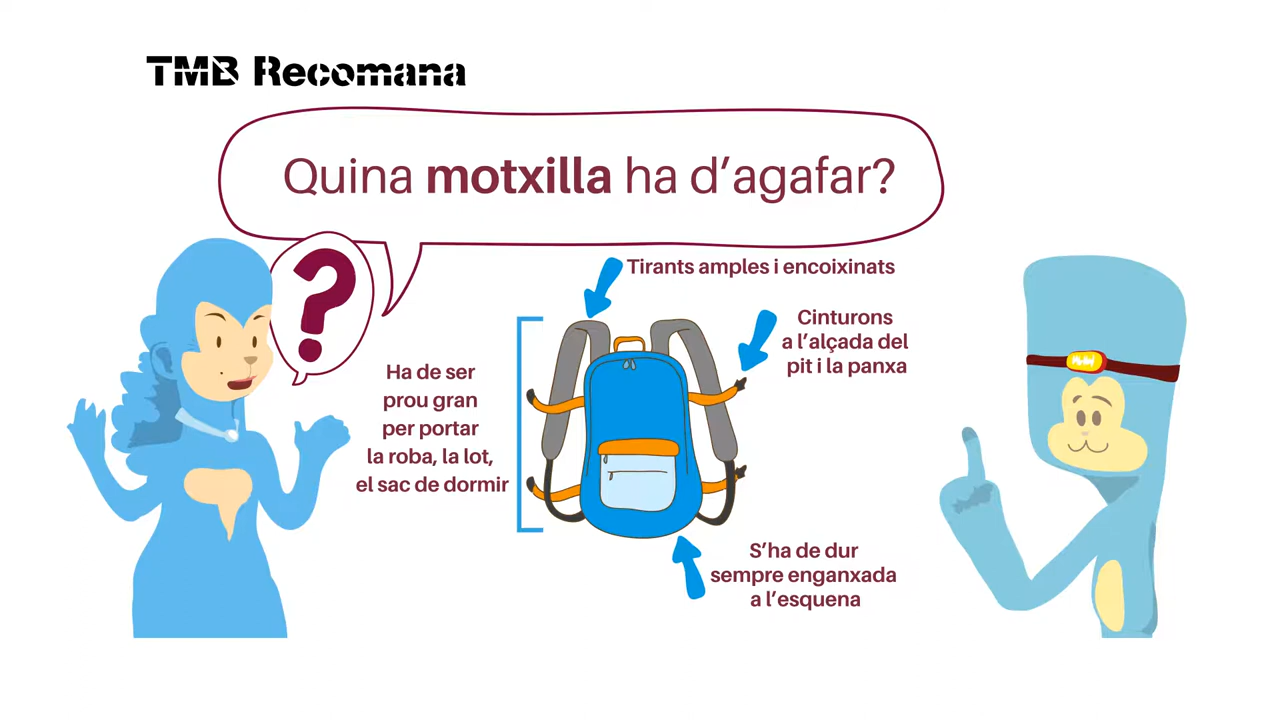 TMB Recomana
Quina motxilla ha d'agafar?
?
Tirants amples i encoixinats
Cinturons
a l'alçada del
pit i la panxa
Ha de ser
prou gran
per portar
la roba, la lot,
el sac de dormir
S'ha de dur
sempre enganxada
a l'esquena